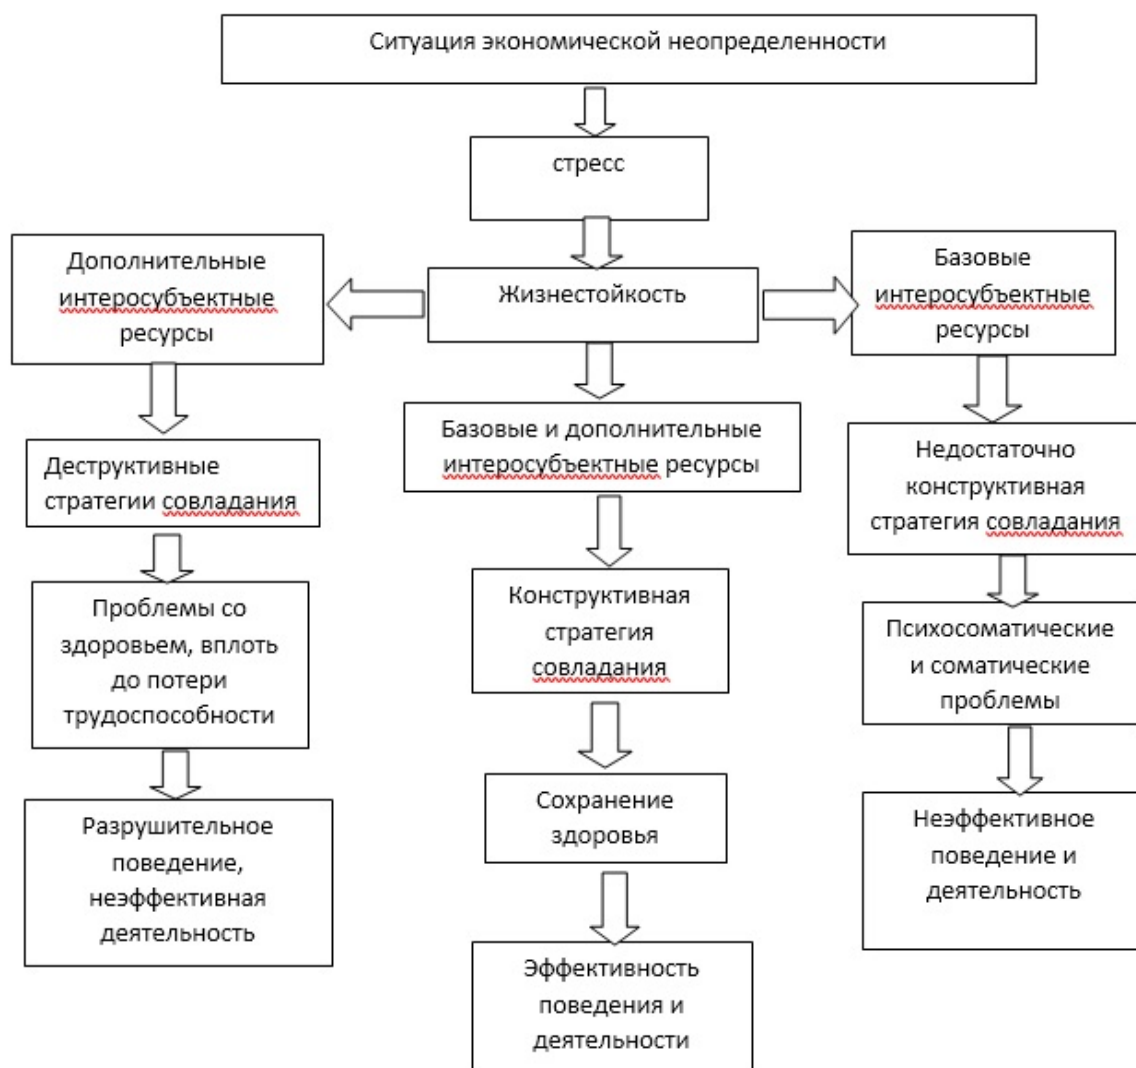 Ситуация экономической неопределенности
стресс
Дополнительные
интеросубъектные
ресурсы
Жизнестойкость
Базовые
интеросубъектные
ресурсы
Деструктивные
стратегии совладания
Базовые и дополнительные
интеросубъектные ресурсы
Недостаточно
конструктивная
стратегия совладания
Проблемы со
здоровьем, вплоть
до потери
трудоспособности
Конструктивная
стратегия
совладания
Психосоматические
и соматические
проблемы
Разрушительное
поведение,
неэффективная
деятельность
Сохранение
здоровья
Неэффективное
поведение и
деятельность
Эффективность
поведения и
деятельности